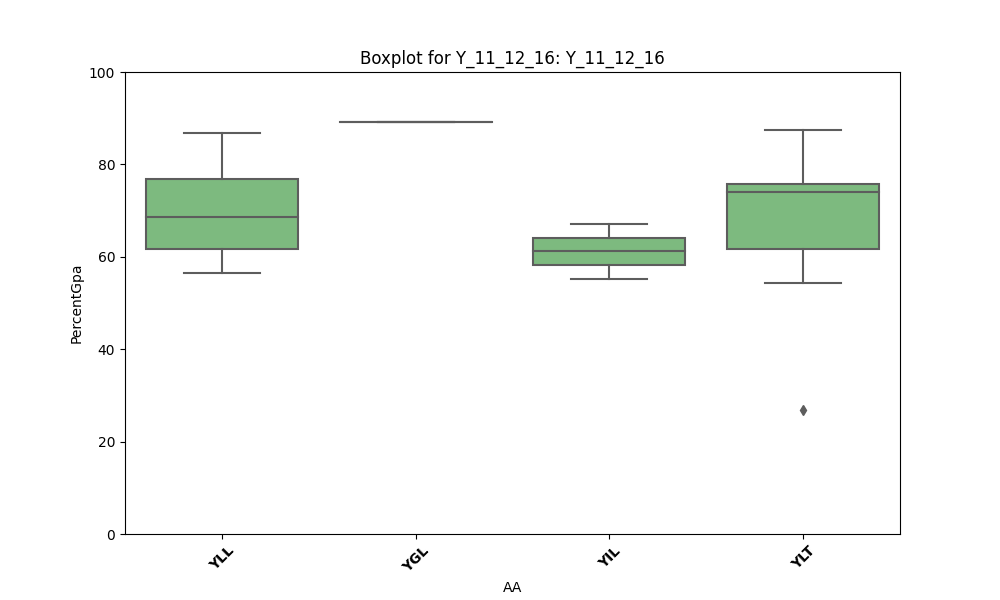 Boxplot for Y_11_12_16: Y_11_12_16
100
80
60
40
20
0
PercentGpa
YLL
YGL
YIL
YLT
AA